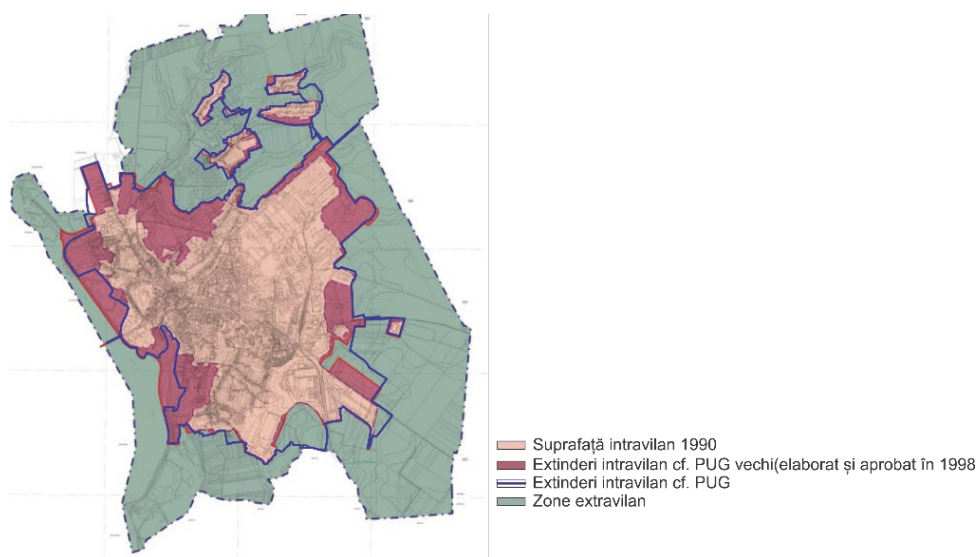 Suprafață intravilan 1990
Extinderi intravilan cf. PUG vechi(elaborat și aprobat în 1998
Extinderi intravilan cf. PUG
Zone extravilan